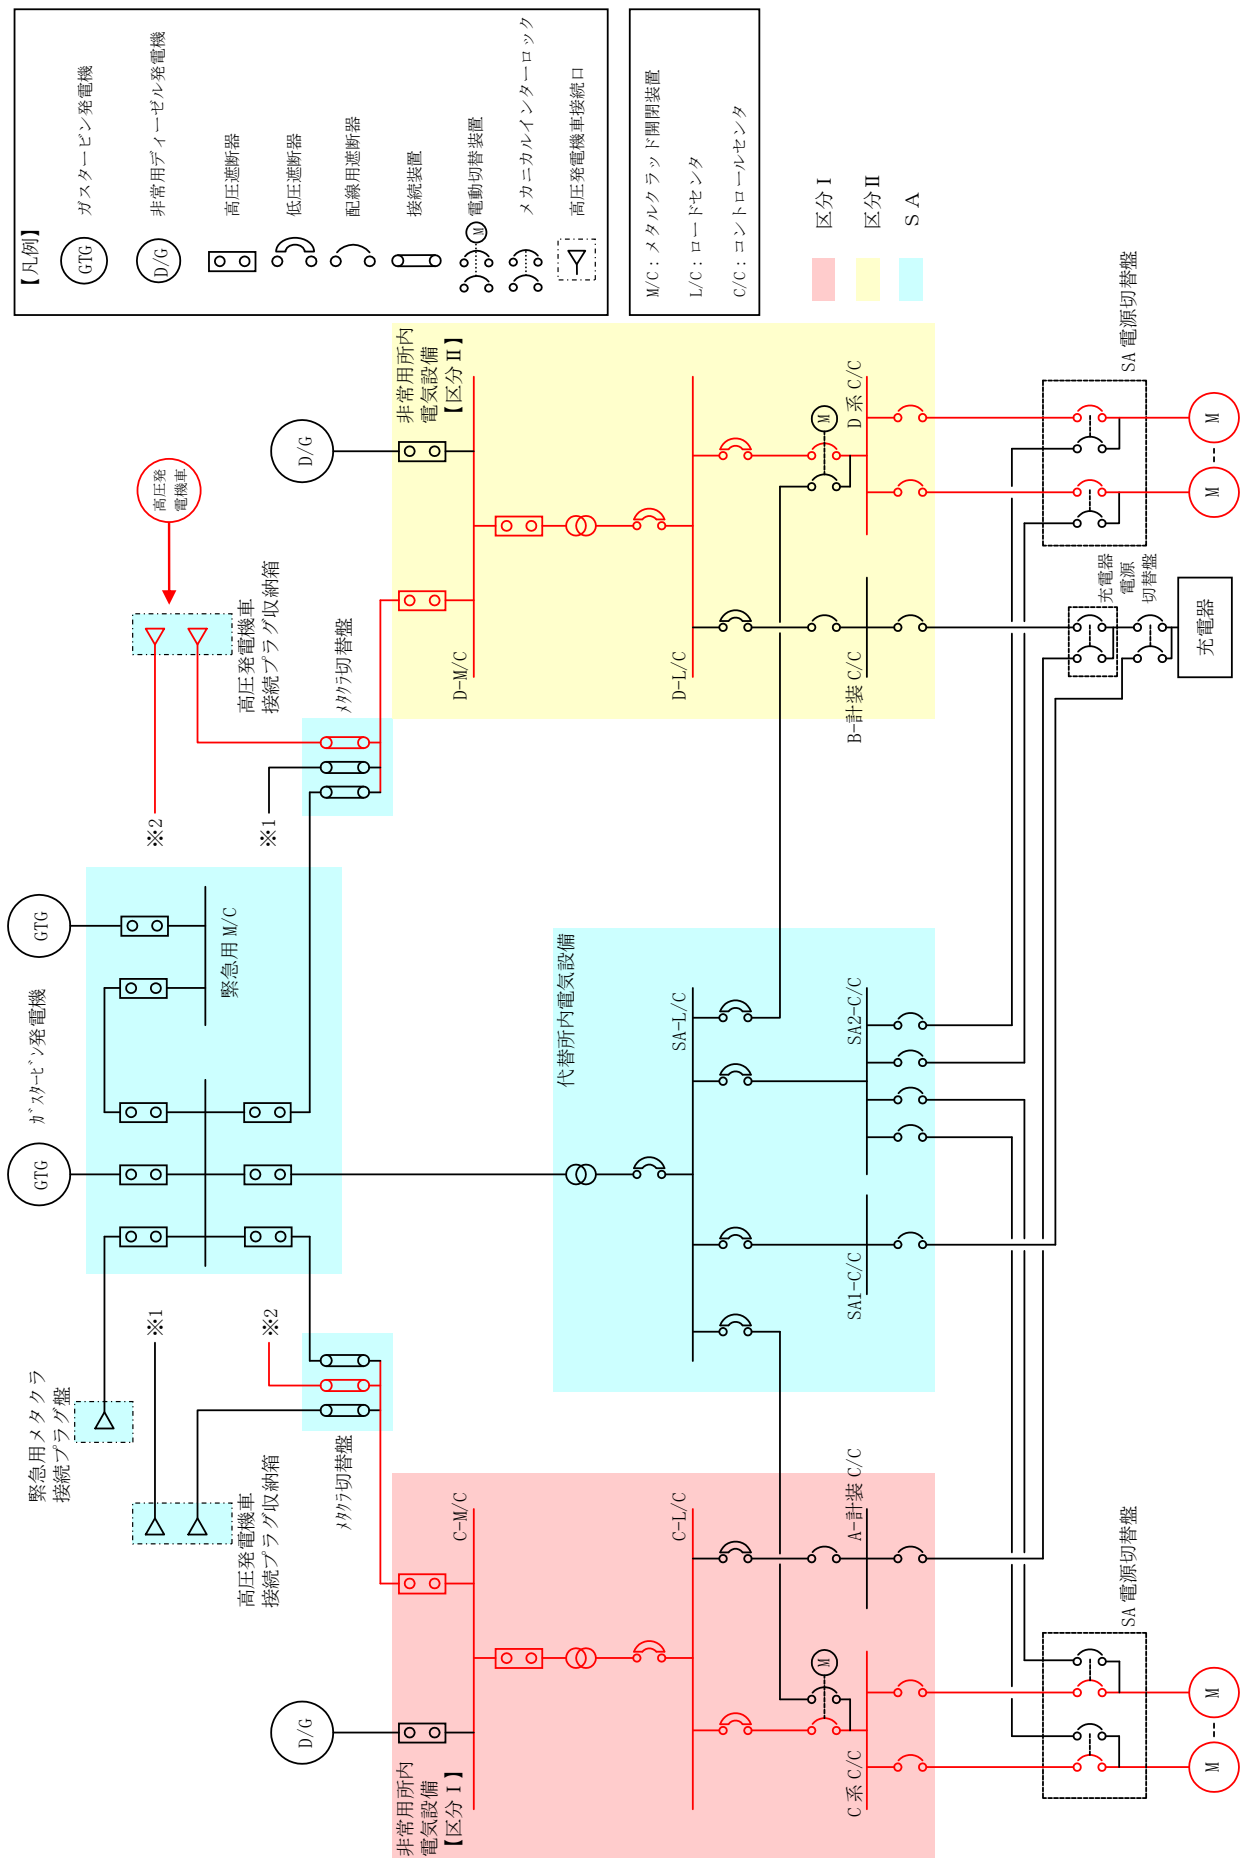 【凡例】
GTG
ガスタービン発電機
D/G
非常用ディーゼル発電機
高圧遮断器
低圧遮断器
配線用遮断器
接続装置
M
電動切替装置
メカニカルインターロック
高圧発電機車接続口
M/C：メタルクラッド開閉装置
L/C：ロードセンタ
C/C：コントロールセンタ
区分Ⅰ
区分Ⅱ
ＳＡ
緊急用メタクラ
接続プラグ盤
ｶﾞｽﾀｰﾋﾞﾝ発電機
GTG
GTG
緊急用 M/C
高圧発
電機車
高圧発電機車
接続プラグ収納箱
※1
※2
高圧発電機車
接続プラグ収納箱
※2
※1
ﾒﾀｸﾗ切替盤
ﾒﾀｸﾗ切替盤
D/G
D/G
非常用所内
電気設備
【区分Ⅰ】
C-M/C
C-L/C
M
C 系 C/C
A-計装 C/C
代替所内電気設備
SA-L/C
SA1-C/C
SA2-C/C
非常用所内
電気設備
【区分Ⅱ】
D-M/C
D-L/C
M
B-計装 C/C
D 系 C/C
SA 電源切替盤
M
M
充電器
電源
切替盤
充電器
SA 電源切替盤
M
M